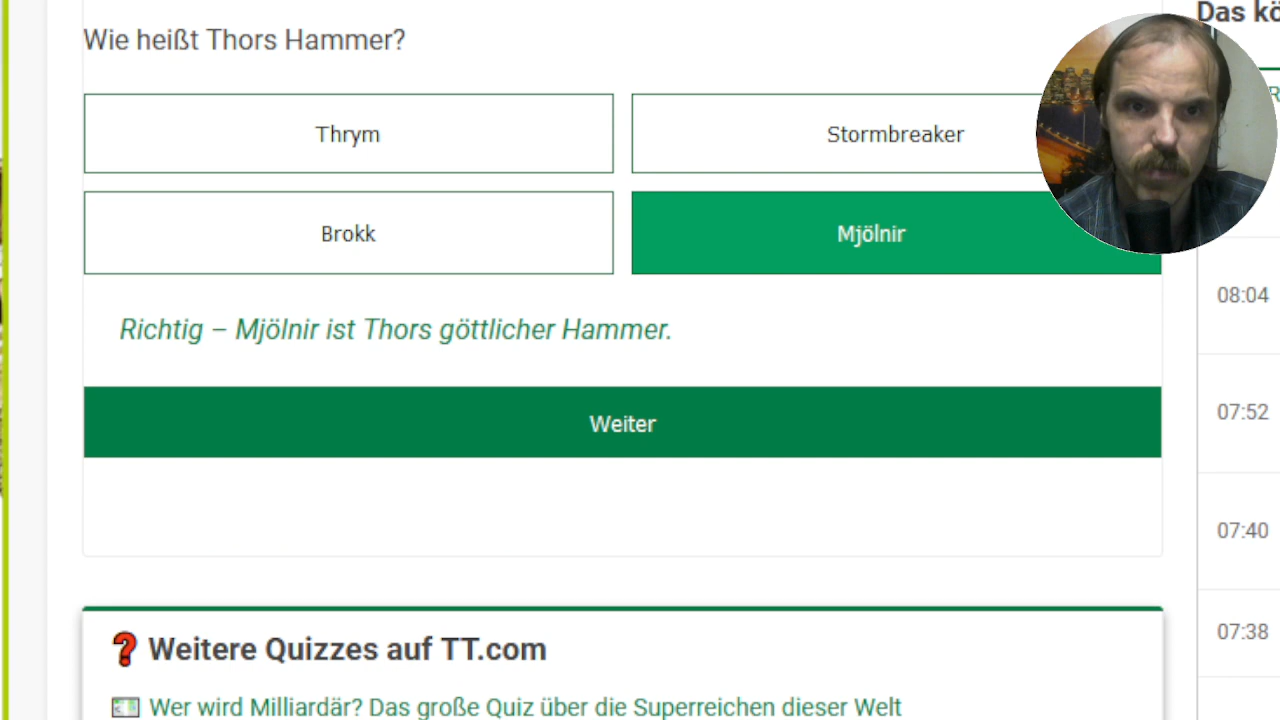 Das kö
Wie heißt Thors Hammer?
R
Thrym
Stormbreaker
Brokk
Mjölnir
08:04
Richtig – Mjölnir ist Thors göttlicher Hammer.
07:52
Weiter
07:40
07:38
❓ Weitere Quizzes auf TT.com
💵 Wer wird Milliardär? Das große Quiz über die Superreichen dieser Welt